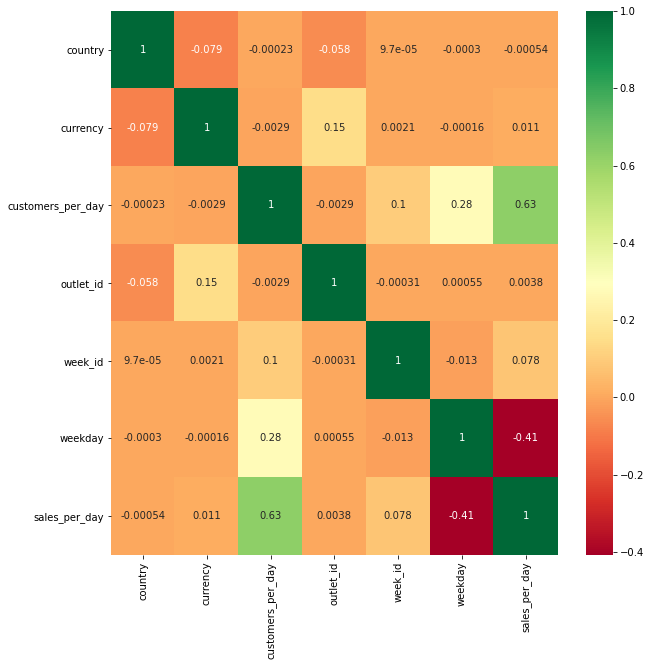 country 1 -0.079 -0.00023 -0.058 9.7e-05 -0.0003 -0.00054
currency -0.079 1 -0.0029 0.15 0.0021 -0.00016 0.011
customers_per_day -0.00023 -0.0029 1 -0.0029 0.1 0.28 0.63
outlet_id -0.058 0.15 -0.0029 1 -0.00031 0.00055 0.0038
week_id 9.7e-05 0.0021 0.1 -0.00031 1 -0.013 0.078
weekday -0.0003 -0.00016 0.28 0.00055 -0.013 1 -0.41
sales_per_day -0.00054 0.011 0.63 0.0038 0.078 -0.41 1
country currency customers_per_day outlet_id week_id weekday sales_per_day
1.0
0.8
0.6
0.4
0.2
0.0
−0.2
−0.4